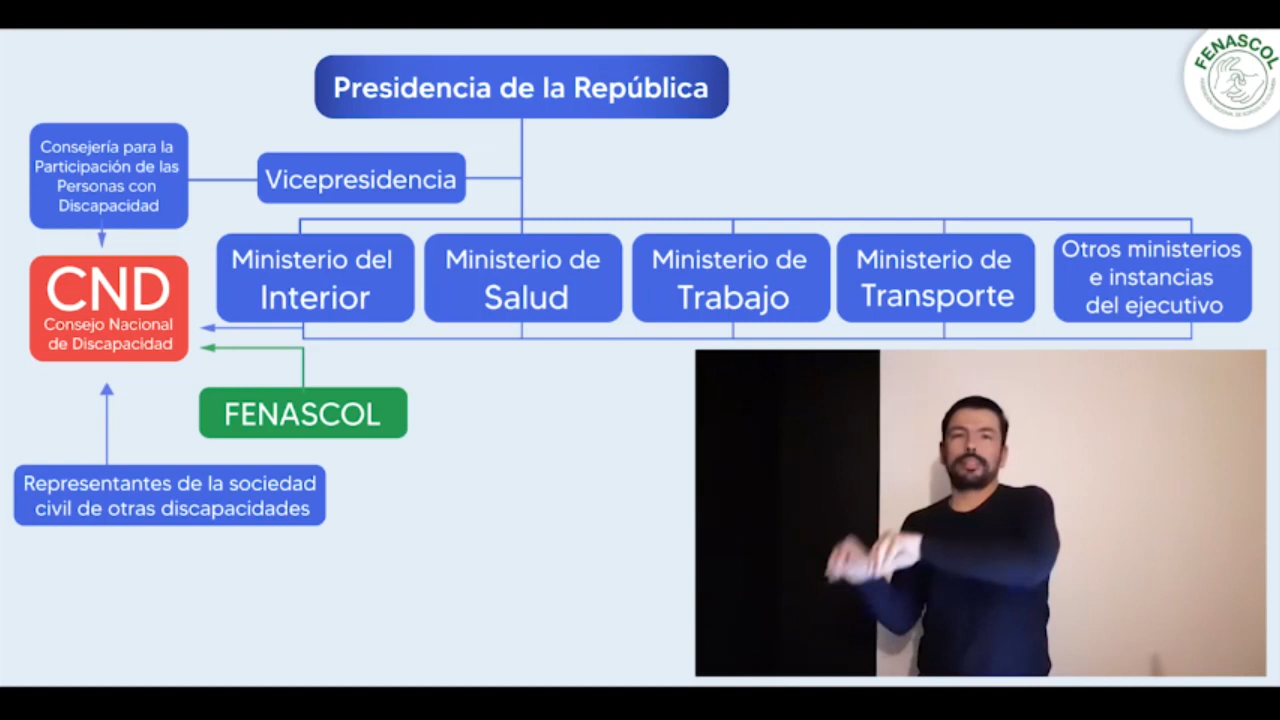 Presidencia de la República
FENASCOL
Consejería para la
Participación de las
Personas con
Discapacidad
Vicepresidencia
CND
Consejo Nacional
de Discapacidad
Ministerio del
Interior
Ministerio de
Salud
Ministerio de
Trabajo
Ministerio de
Transporte
Otros ministerios
e instancias
del ejecutivo
FENASCOL
Representantes de la sociedad
civil de otras discapacidades